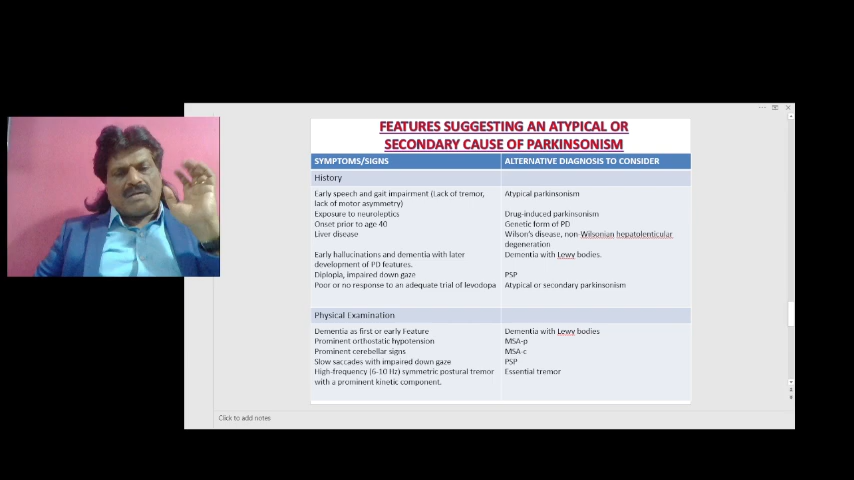 FEATURES SUGGESTING AN ATYPICAL OR
SECONDARY CAUSE OF PARKINSONISM
SYMPTOMS/SIGNS ALTERNATIVE DIAGNOSIS TO CONSIDER
History
Early speech and gait impairment (Lack of tremor, Atypical parkinsonism
lack of motor asymmetry)
Exposure to neuroleptics Drug-induced parkinsonism
Onset prior to age 40 Genetic form of PD
Liver disease Wilson's disease, non-Wilsonian hepatolenticular
degeneration
Early hallucinations and dementia with later Dementia with Lewy bodies.
development of PD features.
Diplopia, impaired down gaze PSP
Poor or no response to an adequate trial of levodopa Atypical or secondary parkinsonism
Physical Examination
Dementia as first or early Feature Dementia with Lewy bodies
Prominent orthostatic hypotension MSA-p
Prominent cerebellar signs MSA-c
Slow saccades with impaired down gaze PSP
High-frequency (6-10 Hz) symmetric postural tremor Essential tremor
with a prominent kinetic component.
Click to add notes